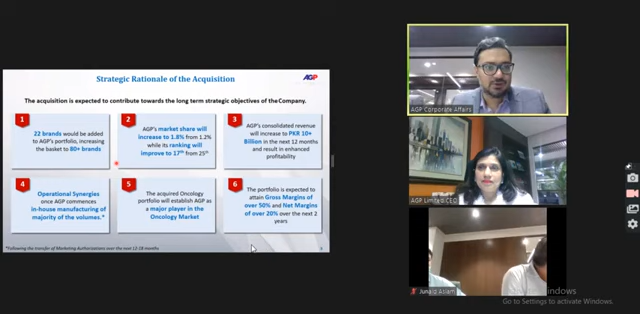 Strategic Rationale of the Acquisition
AGP
The acquisition is expected to contribute towards the long term strategic objectives of the Company.
1
22 brands would be added
to AGP's portfolio, increasing
the basket to 80+ brands
2
AGP's market share will
increase to 1.8% from 1.2%
while its ranking will
improve to 17th from 25th
3
AGP's consolidated revenue
will increase to PKR 10+
Billion in the next 12 months
and result in enhanced
profitability
4
Operational Synergies
once AGP commences
in-house manufacturing of
majority of the volumes.*
5
The acquired Oncology
portfolio will establish AGP as
a major player in the
Oncology Market
6
The portfolio is expected to
attain Gross Margins of
over 50% and Net Margins
of over 20% over the next 2
years
*Following the transfer of Marketing Authorizations over the next 12-18 months
AGP Corporate Affairs
AGP Limited CEO
Junaid Aslam
indows
Go to Settings to activate Windows.